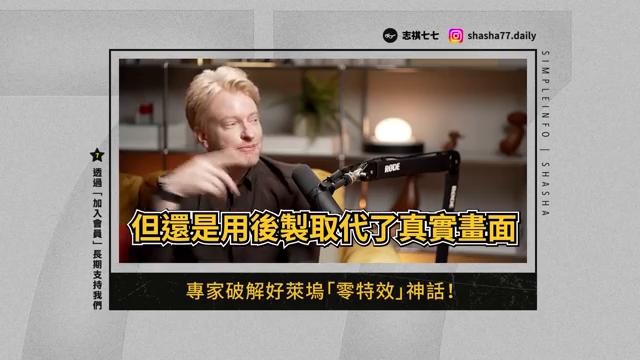 志祺七七
shasha77.daily
SIMPLEINFO | SHASHA
RØDE
透過「加入會員」長期支持我們
但還是用後製取代了真實畫面
專家破解好萊塢「零特效」神話！